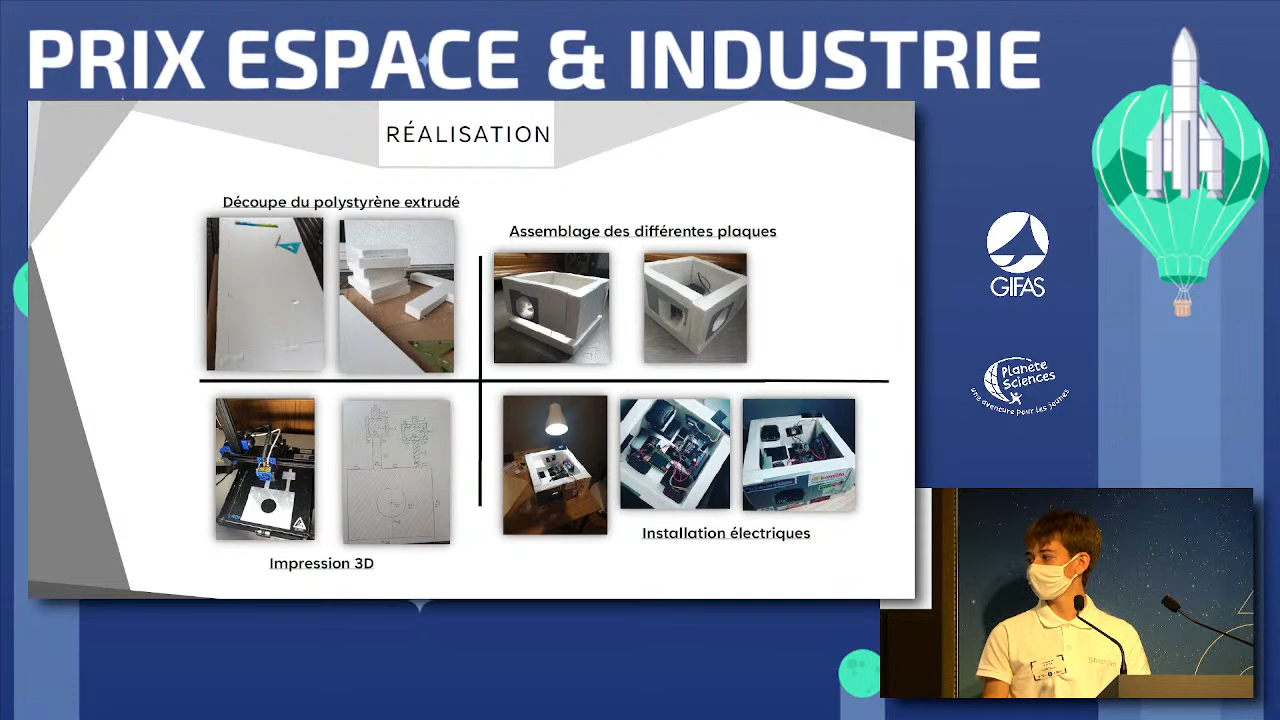 PRIX ESPACE & INDUSTRIE
RÉALISATION
Découpe du polystyrène extrudé
Assemblage des différentes plaques
Impression 3D
Installation électriques
GIFAS
Planète
Sciences
une aventure pour les jeunes